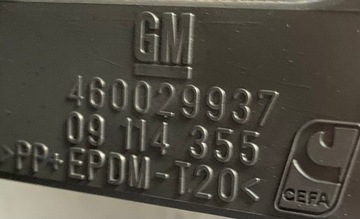 GM
460029937
09 114 355
>PP+EPDM-T20<
CEFA